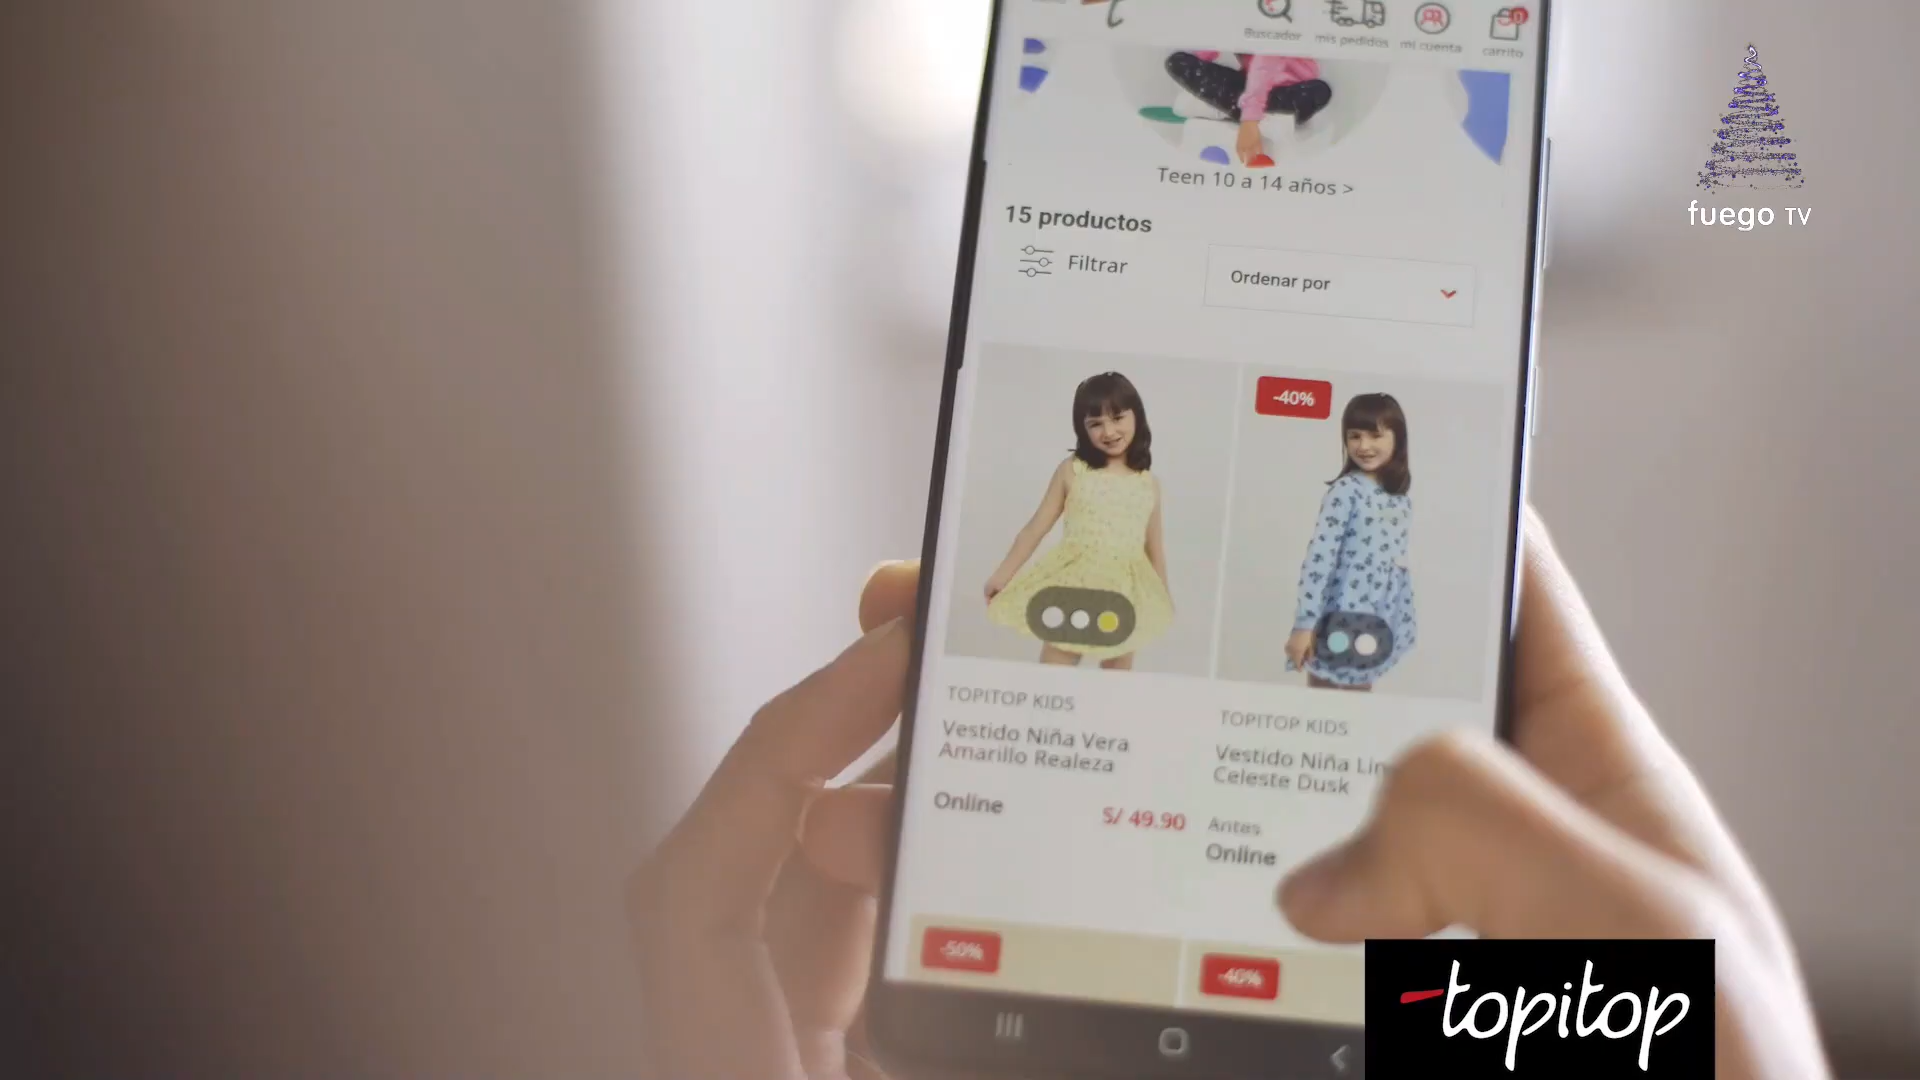 Buscador
mis pedidos
mi cuenta
carrito
Teen 10 a 14 años >
15 productos
Filtrar
Ordenar por
-40%
TOPITOP KIDS
Vestido Niña Vera
Amarillo Realeza
Online
S/ 49.90
TOPITOP KIDS
Vestido Niña
Celeste Dusk
Antes
Online
-50%
-40%
fuego TV
topitop